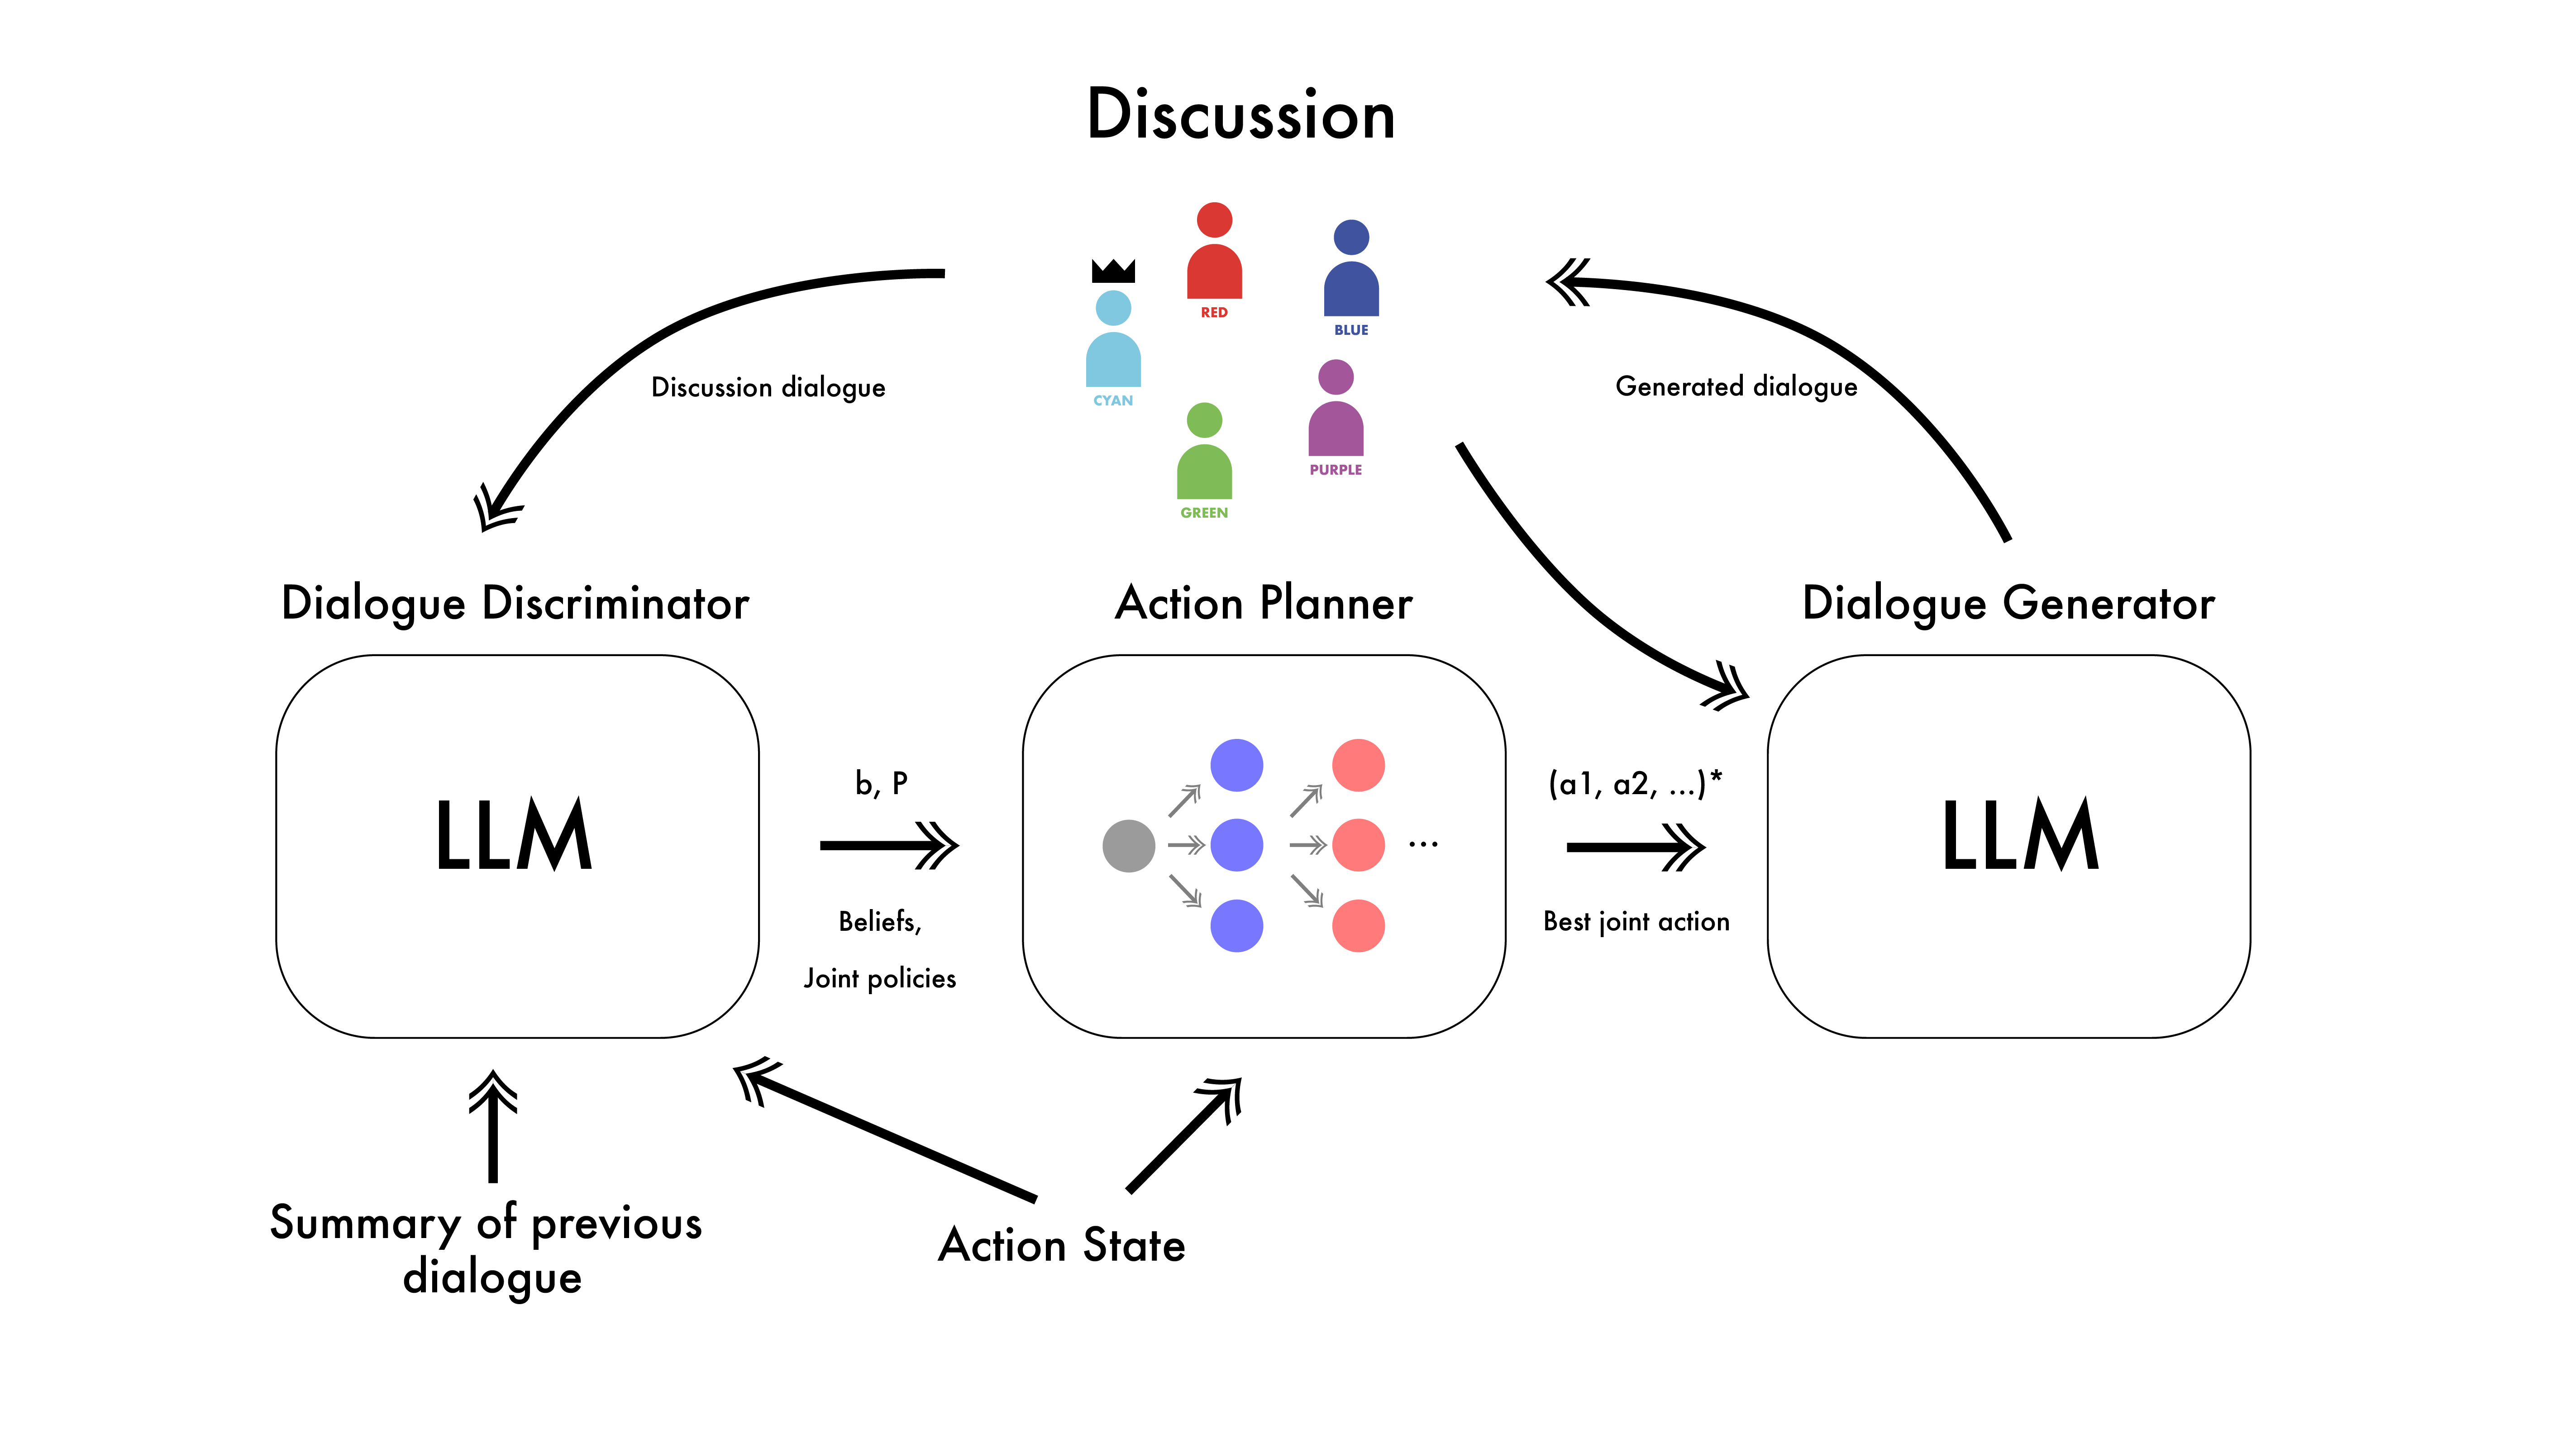 Discussion
RED
BLUE
CYAN
PURPLE
GREEN
Discussion dialogue
Generated dialogue
Dialogue Discriminator
Action Planner
Dialogue Generator
LLM
b, P
Beliefs,
Joint policies
...
(a1, a2, ...)*
Best joint action
LLM
Summary of previous
dialogue
Action State